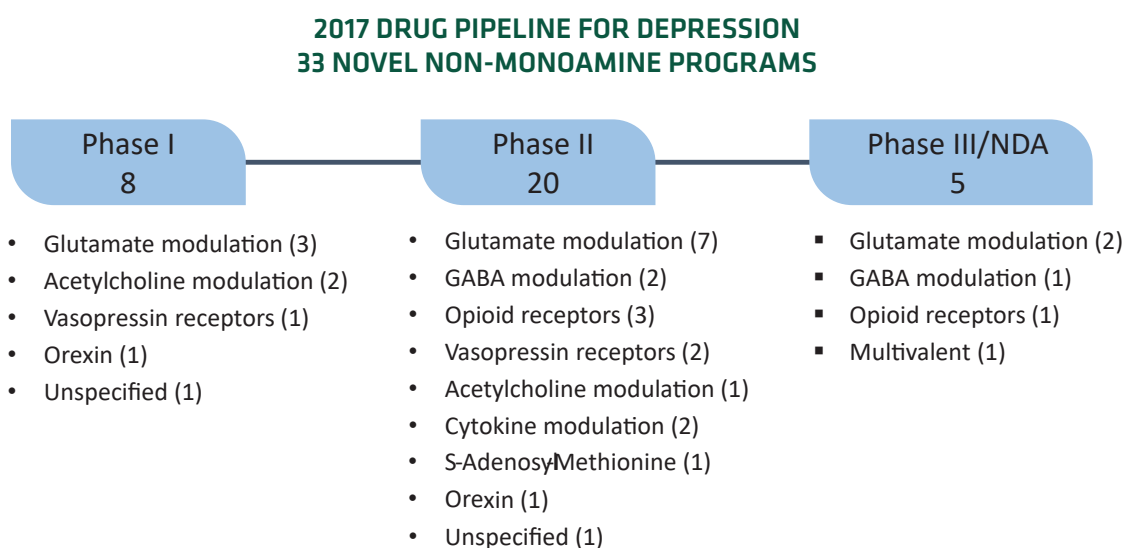 2017 DRUG PIPELINE FOR DEPRESSION
33 NOVEL NON-MONOAMINE PROGRAMS
Phase I
8
• Glutamate modulation (3)
• Acetylcholine modulation (2)
• Vasopressin receptors (1)
• Orexin (1)
• Unspecified (1)
Phase II
20
• Glutamate modulation (7)
• GABA modulation (2)
• Opioid receptors (3)
• Vasopressin receptors (2)
• Acetylcholine modulation (1)
• Cytokine modulation (2)
• S-Adenosyl-Methionine (1)
• Orexin (1)
• Unspecified (1)
Phase III/NDA
5
▪ Glutamate modulation (2)
▪ GABA modulation (1)
▪ Opioid receptors (1)
▪ Multivalent (1)